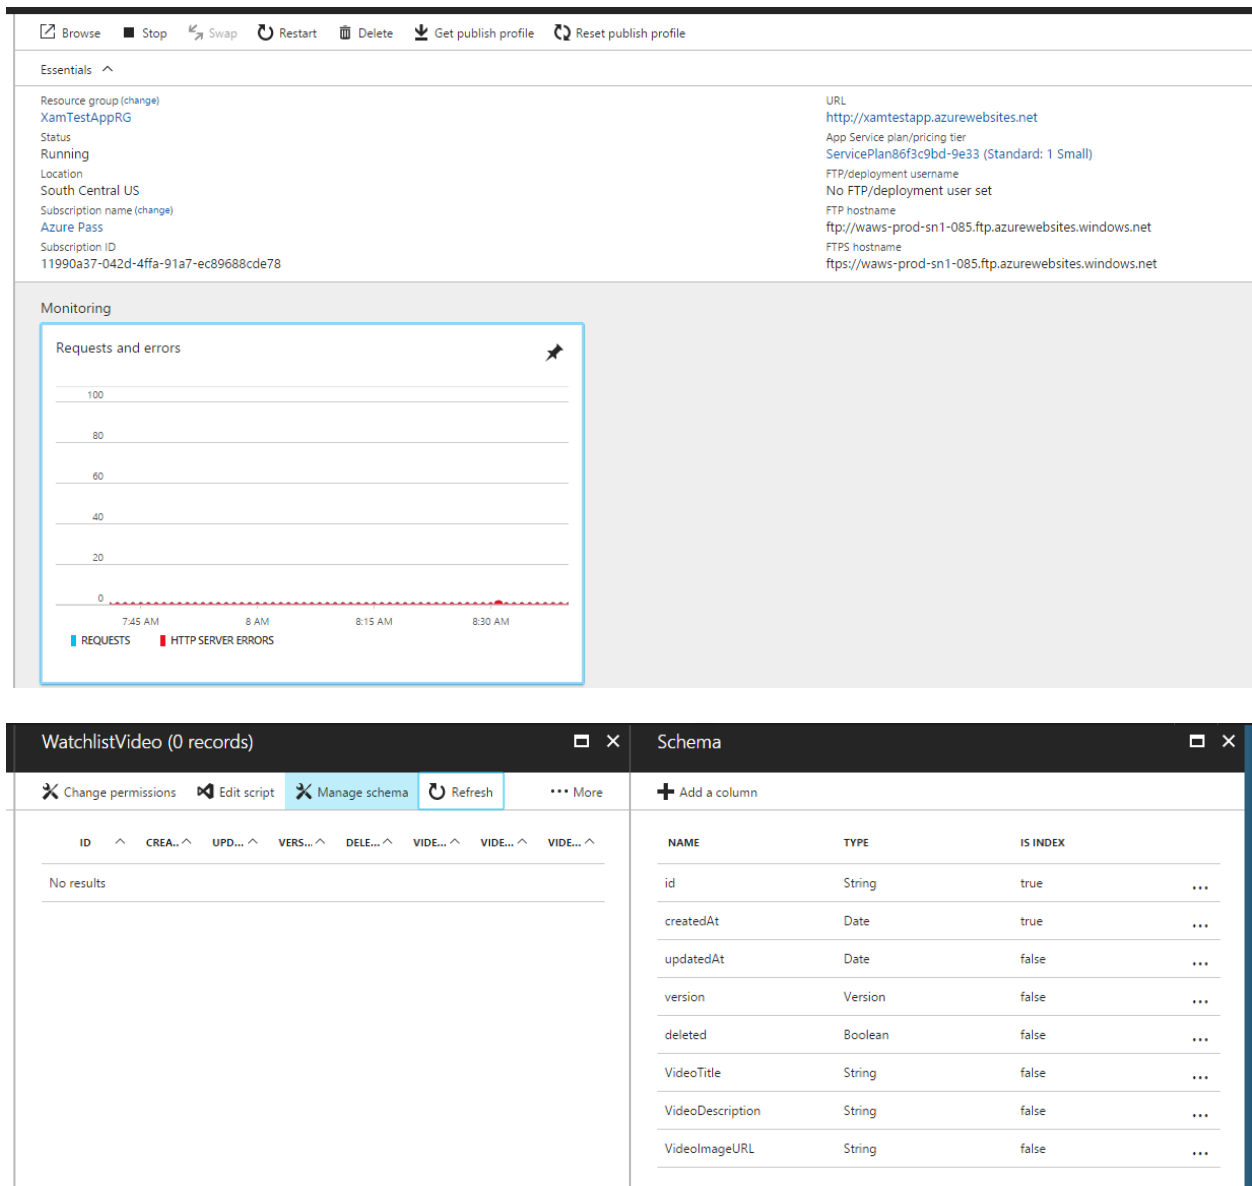 Browse Stop Swap Restart Delete Get publish profile Reset publish profile
Essentials
Resource group (change)
XamTestAppRG
Status
Running
Location
South Central US
Subscription name (change)
Azure Pass
Subscription ID
11990a37-042d-4ffa-91a7-ec89688cde78
URL
http://xamtestapp.azurewebsites.net
App Service plan/pricing tier
ServicePlan86f3c9bd-9e33 (Standard: 1 Small)
FTP/deployment username
No FTP/deployment user set
FTP hostname
ftp://waws-prod-sn1-085.ftp.azurewebsites.windows.net
FTPS hostname
ftps://waws-prod-sn1-085.ftp.azurewebsites.windows.net
Monitoring
Requests and errors
100
80
60
40
20
0
7:45 AM 8 AM 8:15 AM 8:30 AM
REQUESTS HTTP SERVER ERRORS
WatchlistVideo (0 records)
Change permissions Edit script Manage schema Refresh ••• More
ID CREA... UPD... VERS... DELE... VIDE... VIDE... VIDE...
No results
Schema
Add a column
NAME TYPE IS INDEX
id String true ...
createdAt Date true ...
updatedAt Date false ...
version Version false ...
deleted Boolean false ...
VideoTitle String false ...
VideoDescription String false ...
VideoImageURL String false ...